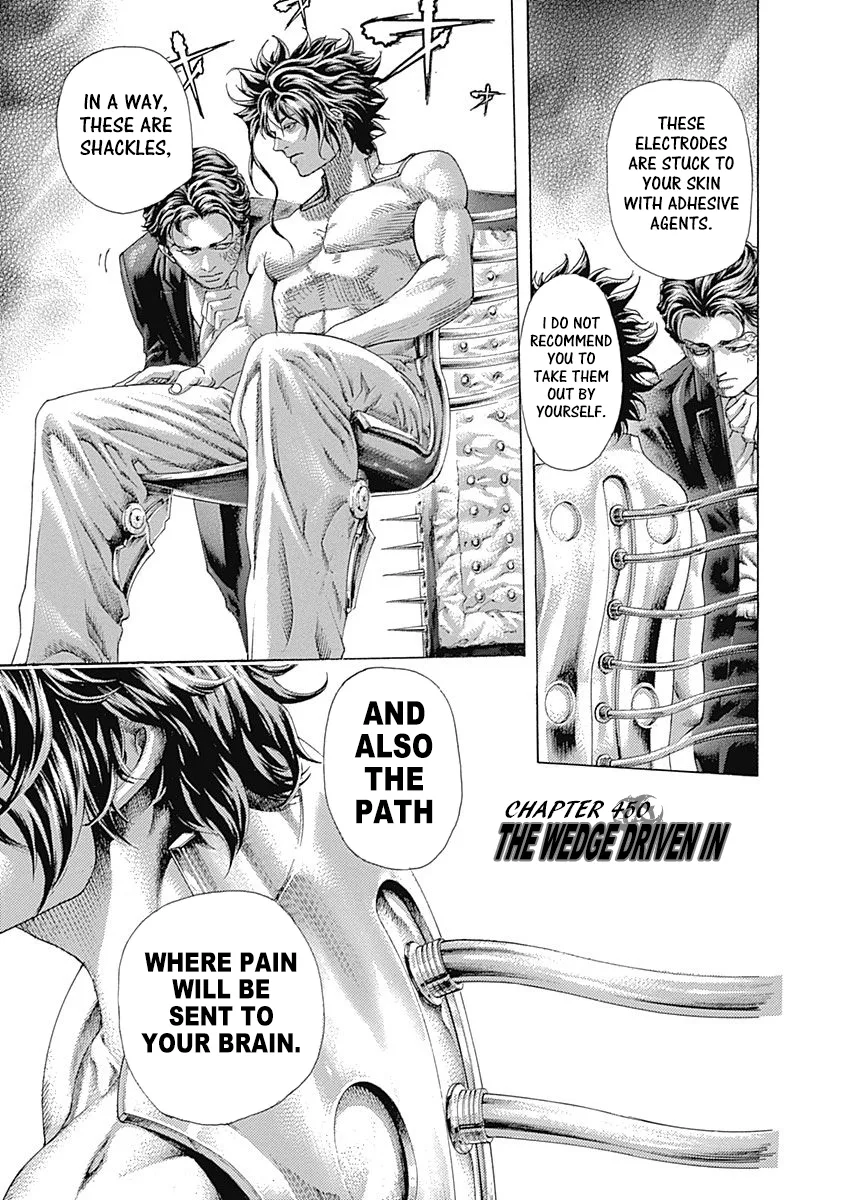 THESE
ELECTRODES
ARE STUCK TO
YOUR SKIN
WITH ADHESIVE
AGENTS.
I DO NOT
RECOMMEND
YOU TO
TAKE THEM
OUT BY
YOURSELF.
IN A WAY,
THESE ARE
SHACKLES,
AND
ALSO
THE
PATH
WHERE PAIN
WILL BE
SENT TO
YOUR BRAIN.
CHAPTER 450
THE WEDGE DRIVEN IN